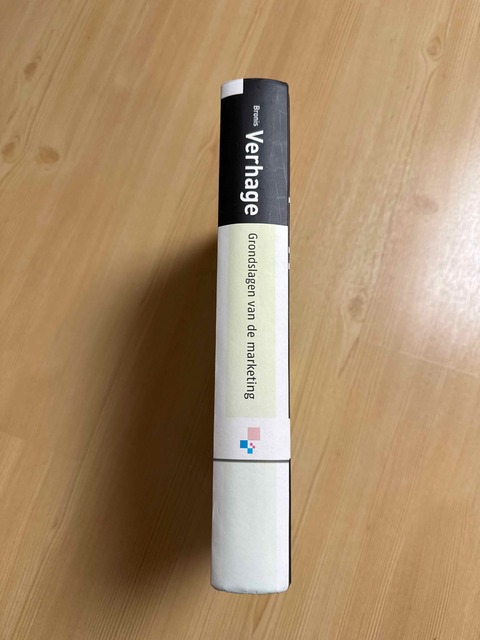 Bronis Verhage
Grondslagen van de marketing